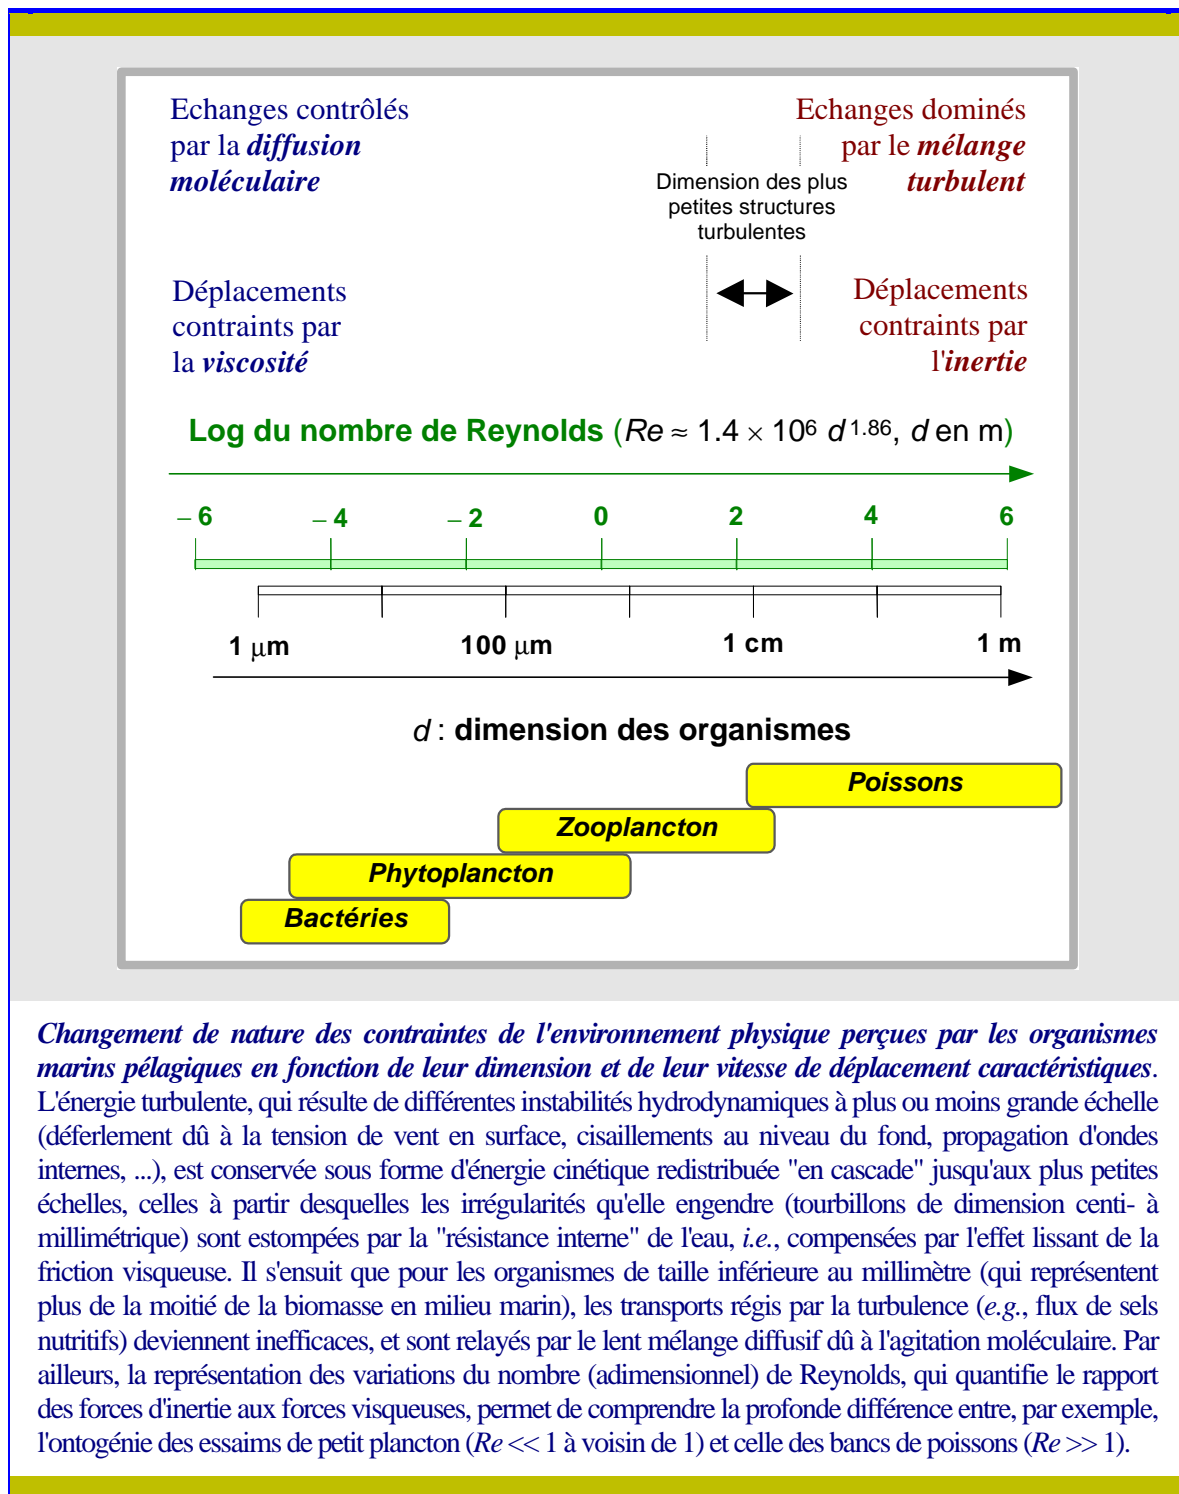 Echanges contrôlés
par la diffusion
moléculaire
Echanges dominés
par le mélange
turbulent
Dimension des plus
petites structures
turbulentes
Déplacements
contraints par
la viscosité
Déplacements
contraints par
l'inertie
Log du nombre de Reynolds (Re ≈ 1.4 × 10⁶ d^1.86, d en m)
– 6 – 4 – 2 0 2 4 6
1 µm 100 µm 1 cm 1 m
d : dimension des organismes
Poissons
Zooplancton
Phytoplancton
Bactéries
Changement de nature des contraintes de l'environnement physique perçues par les organismes
marins pélagiques en fonction de leur dimension et de leur vitesse de déplacement caractéristiques.
L'énergie turbulente, qui résulte de différentes instabilités hydrodynamiques à plus ou moins grande échelle
(déferlement dû à la tension de vent en surface, cisaillements au niveau du fond, propagation d'ondes
internes, ...), est conservée sous forme d'énergie cinétique redistribuée "en cascade" jusqu'aux plus petites
échelles, celles à partir desquelles les irrégularités qu'elle engendre (tourbillons de dimension centi- à
millimétrique) sont estompées par la "résistance interne" de l'eau, i.e., compensées par l'effet lissant de la
friction visqueuse. Il s'ensuit que pour les organismes de taille inférieure au millimètre (qui représentent
plus de la moitié de la biomasse en milieu marin), les transports régis par la turbulence (e.g., flux de sels
nutritifs) deviennent inefficaces, et sont relayés par le lent mélange diffusif dû à l'agitation moléculaire. Par
ailleurs, la représentation des variations du nombre (adimensionnel) de Reynolds, qui quantifie le rapport
des forces d'inertie aux forces visqueuses, permet de comprendre la profonde différence entre, par exemple,
l'ontogénie des essaims de petit plancton (Re << 1 à voisin de 1) et celle des bancs de poissons (Re >> 1).